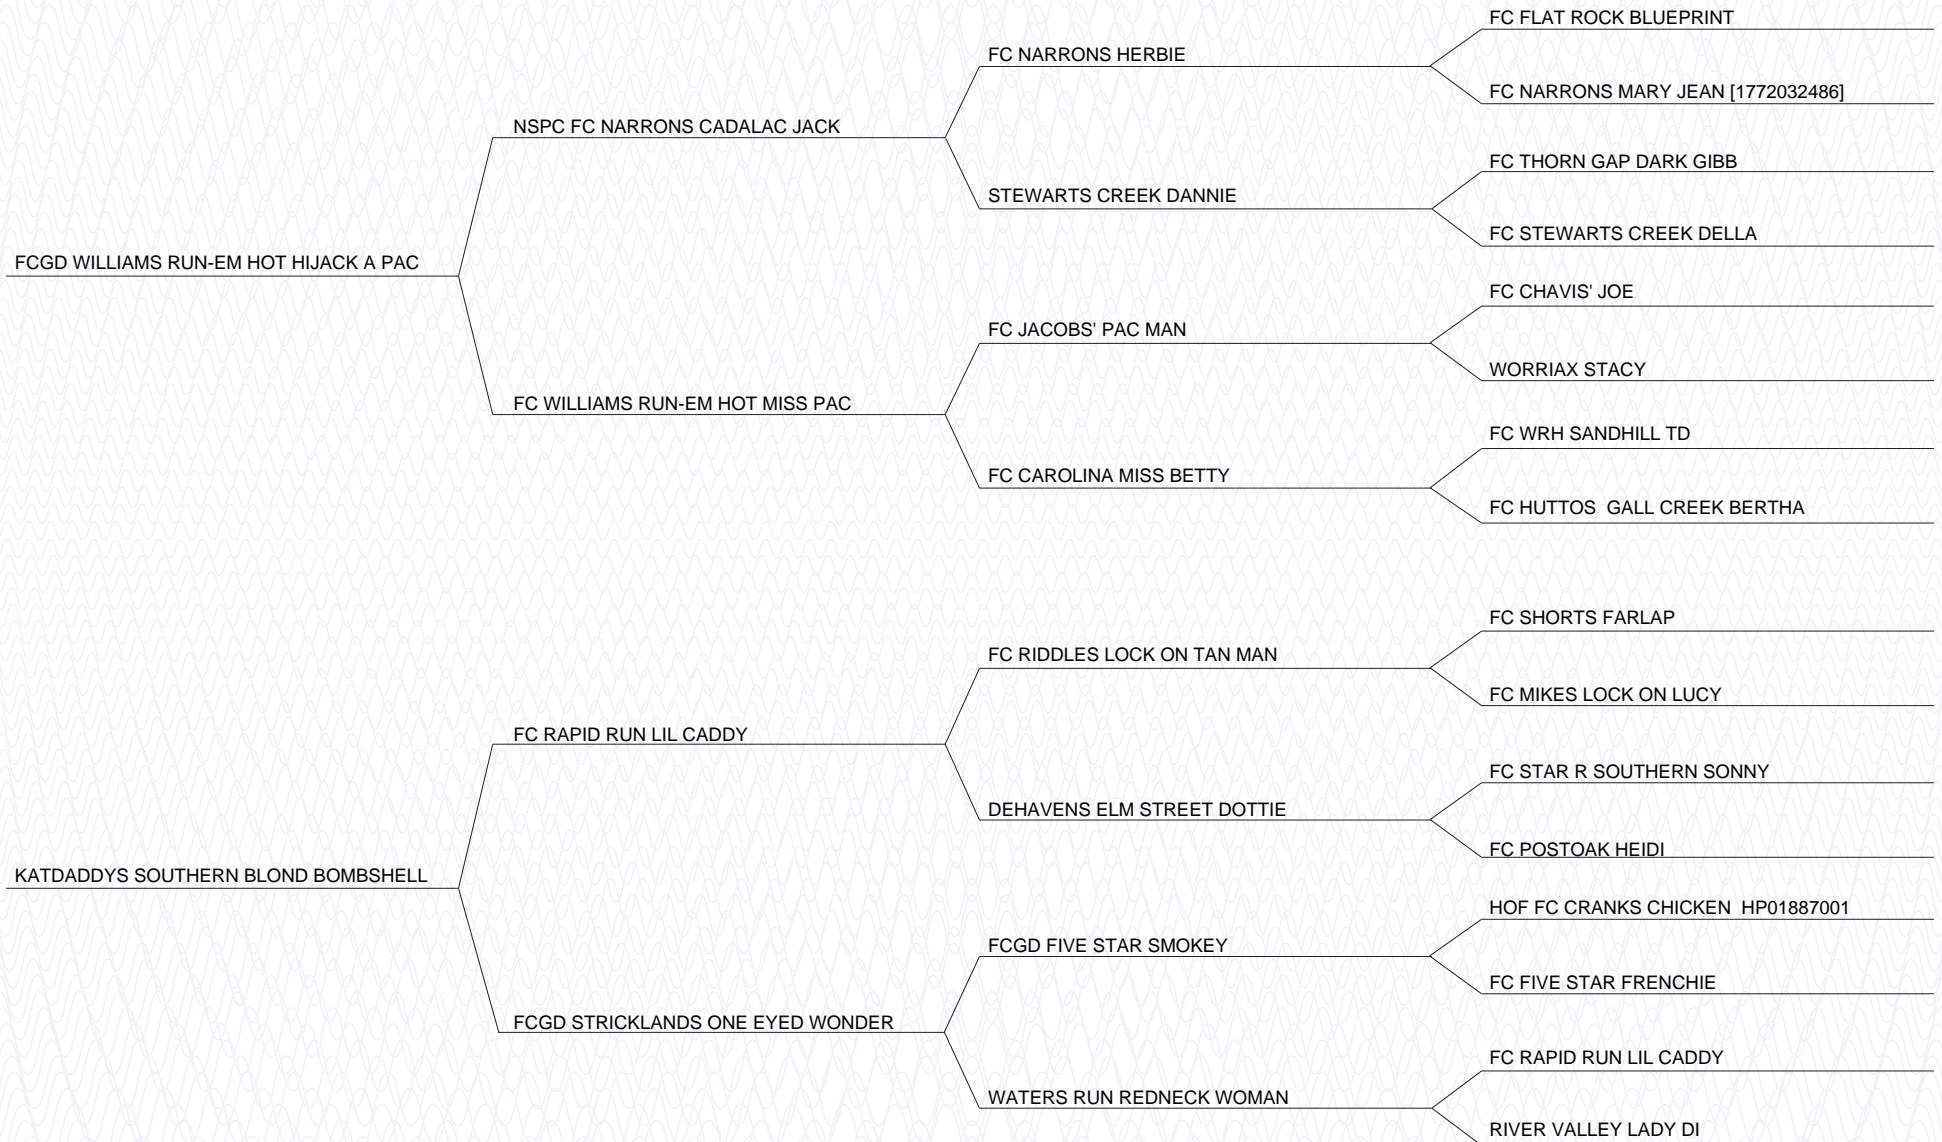 FC FLAT ROCK BLUEPRINT
FC NARRONS HERBIE
FC NARRONS MARY JEAN [1772032486]
NSPC FC NARRONS CADALAC JACK
FC THORN GAP DARK GIBB
STEWARTS CREEK DANNIE
FC STEWARTS CREEK DELLA
FCGD WILLIAMS RUN-EM HOT HIJACK A PAC
FC CHAVIS' JOE
FC JACOBS' PAC MAN
WORRIAX STACY
FC WILLIAMS RUN-EM HOT MISS PAC
FC WRH SANDHILL TD
FC CAROLINA MISS BETTY
FC HUTTOS  GALL CREEK BERTHA
FC SHORTS FARLAP
FC RIDDLES LOCK ON TAN MAN
FC MIKES LOCK ON LUCY
FC RAPID RUN LIL CADDY
FC STAR R SOUTHERN SONNY
DEHAVENS ELM STREET DOTTIE
FC POSTOAK HEIDI
KATDADDYS SOUTHERN BLOND BOMBSHELL
HOF FC CRANKS CHICKEN  HP01887001
FCGD FIVE STAR SMOKEY
FC FIVE STAR FRENCHIE
FCGD STRICKLANDS ONE EYED WONDER
FC RAPID RUN LIL CADDY
WATERS RUN REDNECK WOMAN
RIVER VALLEY LADY DI